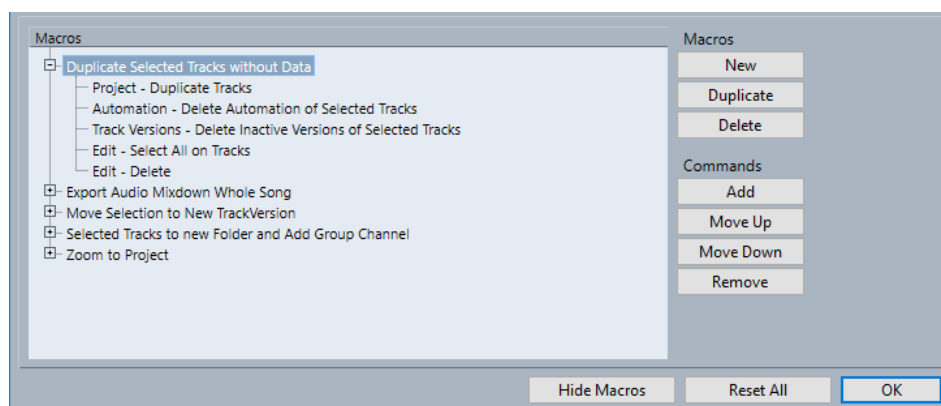 Macros
Duplicate Selected Tracks without Data
Project - Duplicate Tracks
Automation - Delete Automation of Selected Tracks
Track Versions - Delete Inactive Versions of Selected Tracks
Edit - Select All on Tracks
Edit - Delete
Export Audio Mixdown Whole Song
Move Selection to New TrackVersion
Selected Tracks to new Folder and Add Group Channel
Zoom to Project
Macros
New
Duplicate
Delete
Commands
Add
Move Up
Move Down
Remove
Hide Macros
Reset All
OK